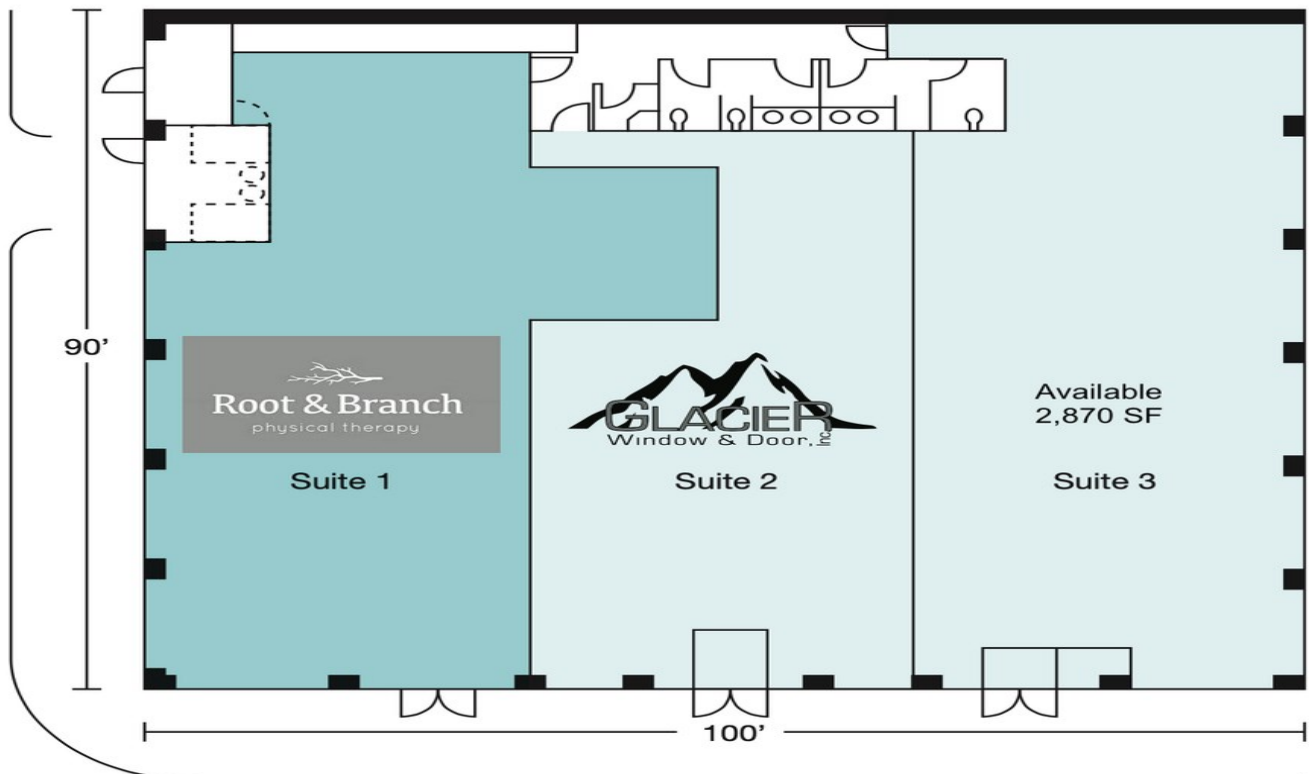 90’
Root & Branch
physical therapy
Suite 1
GLACIER
Window & Door, Inc
Suite 2
Available
2,870 SF
Suite 3
100’